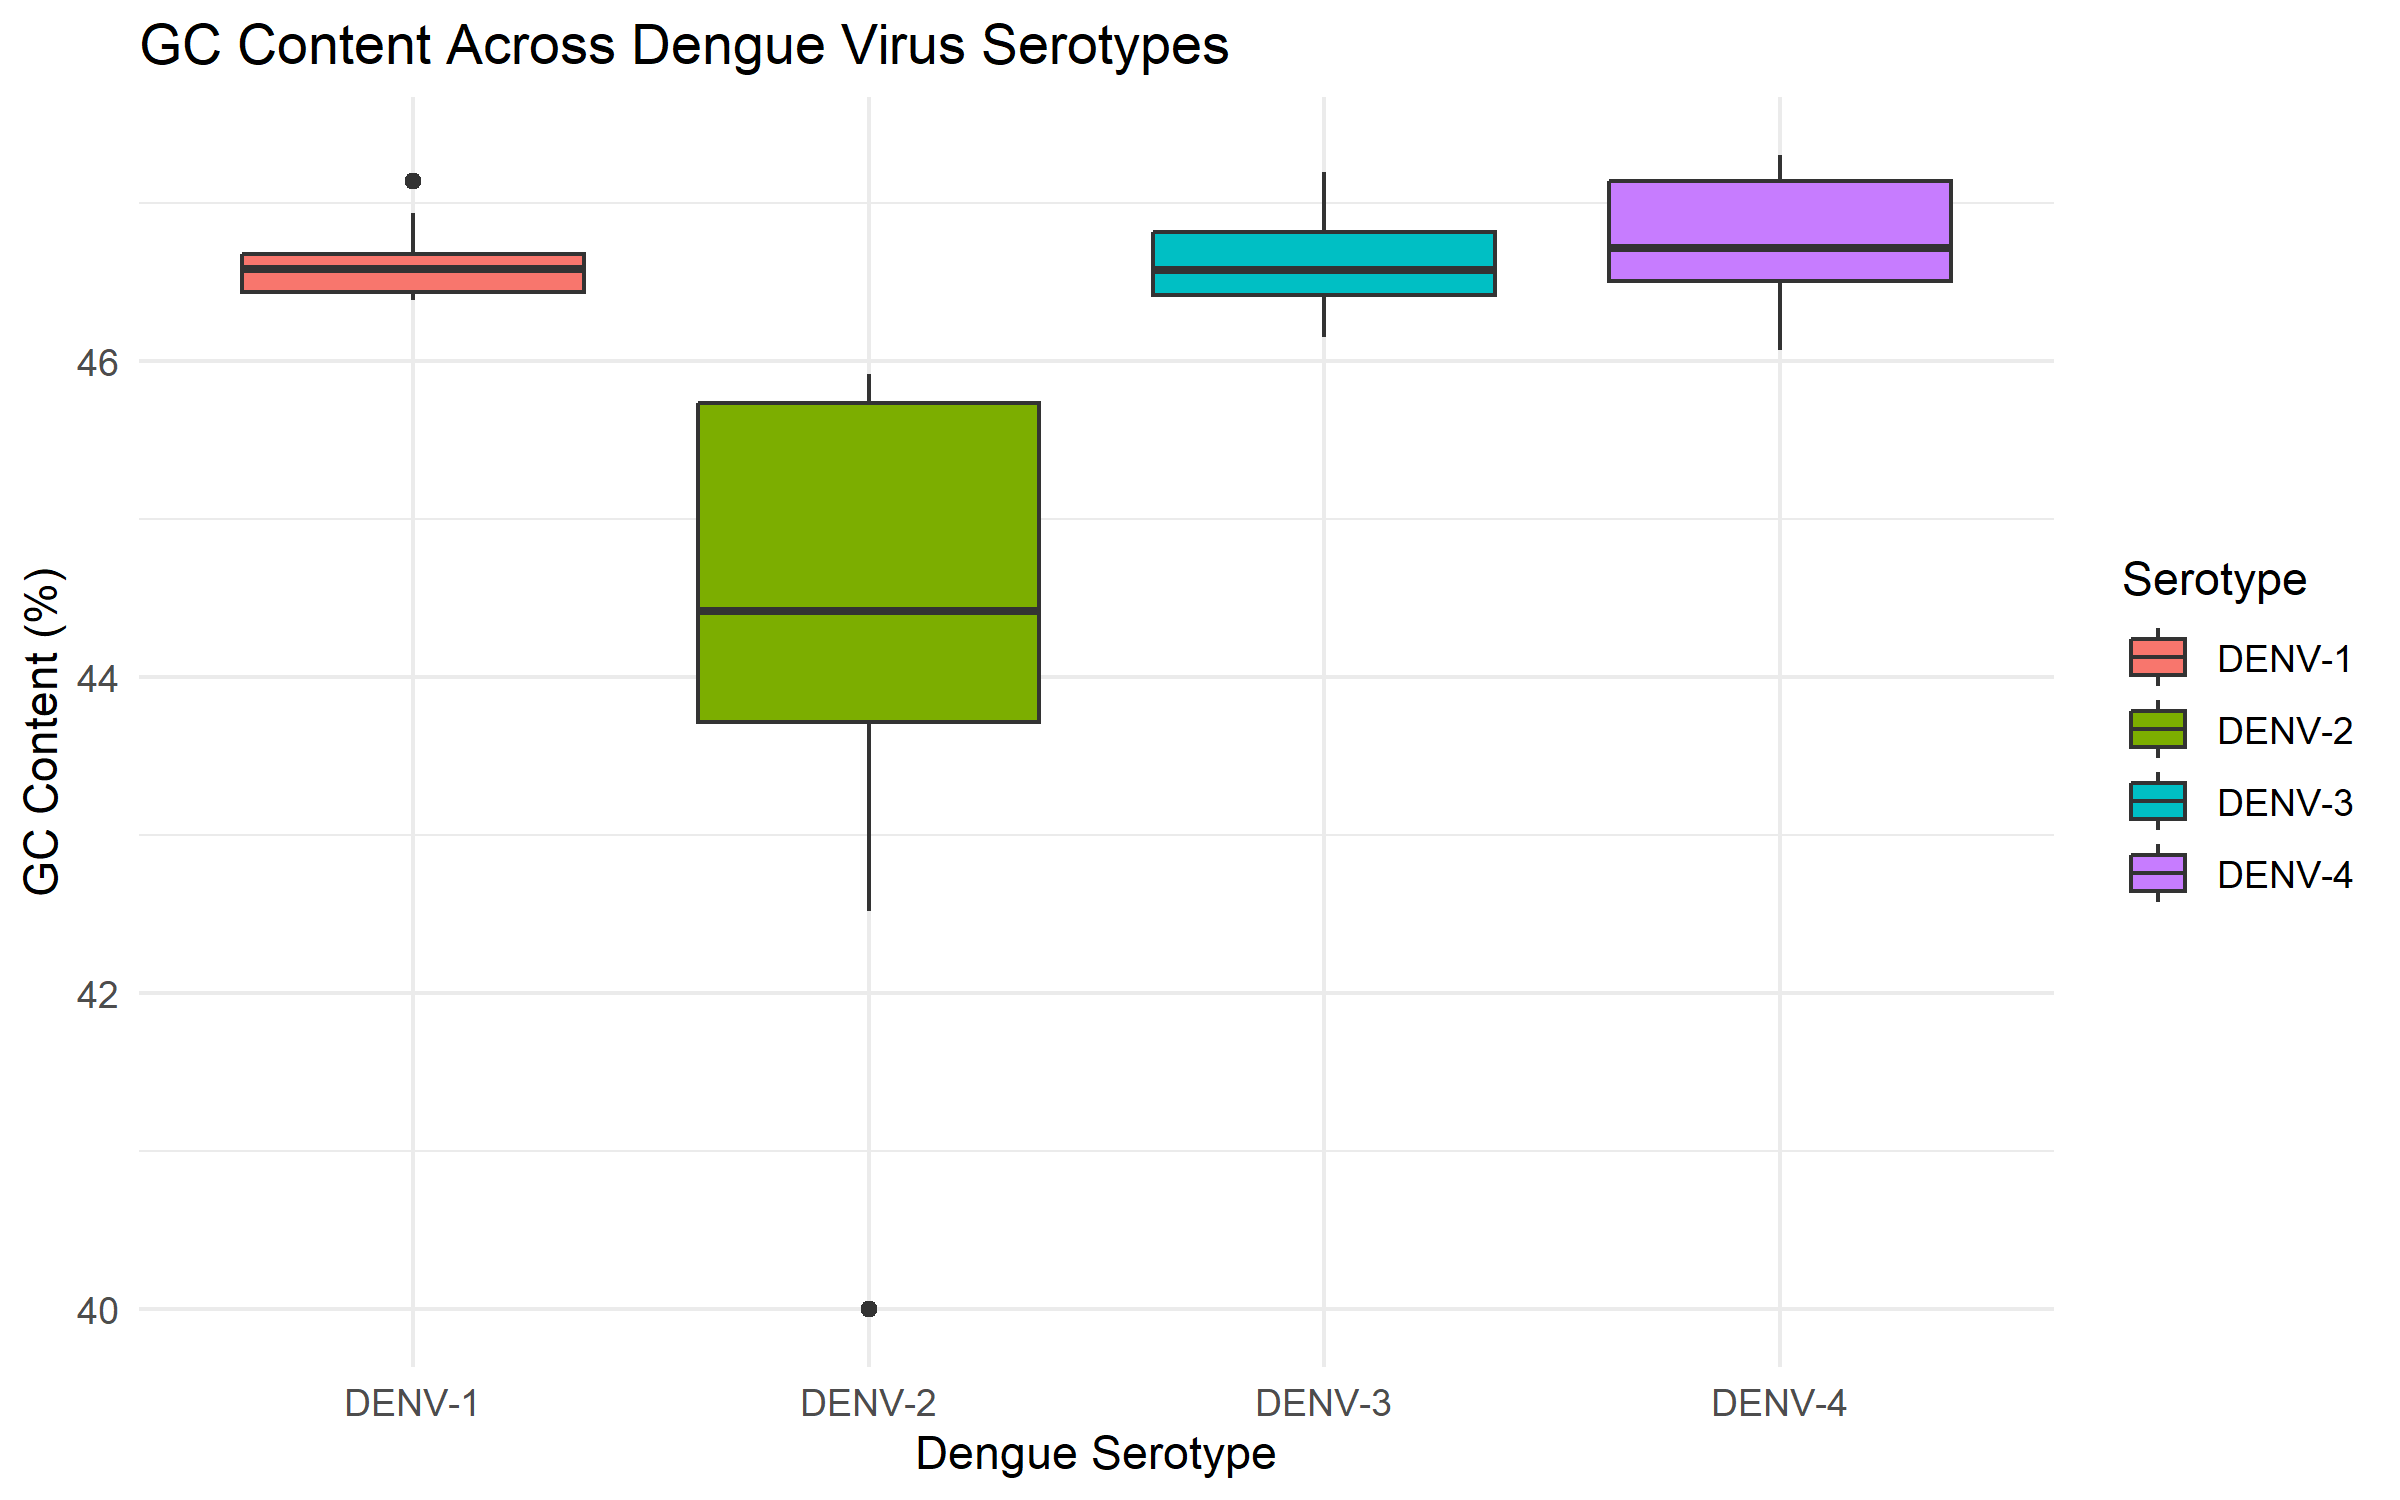 GC Content Across Dengue Virus Serotypes
GC Content (%)
46
44
42
40
DENV-1
DENV-2
DENV-3
DENV-4
Dengue Serotype
Serotype
DENV-1
DENV-2
DENV-3
DENV-4